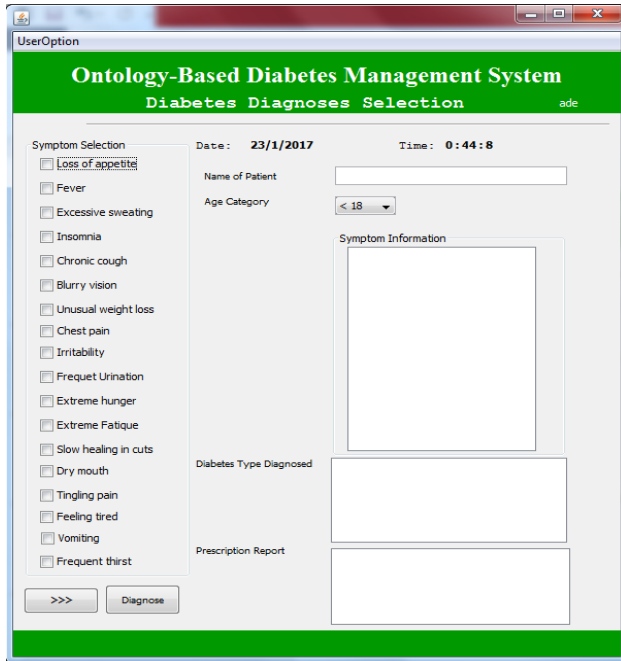 UserOption
Ontology-Based Diabetes Management System
Diabetes Diagnoses Selection
ade
Symptom Selection
Loss of appetite
Fever
Excessive sweating
Insomnia
Chronic cough
Blurry vision
Unusual weight loss
Chest pain
Irritability
Frequet Urination
Extreme hunger
Extreme Fatique
Slow healing in cuts
Dry mouth
Tingling pain
Feeling tired
Vomiting
Frequent thirst
>>>
Diagnose
Date: 23/1/2017
Time: 0:44:8
Name of Patient
Age Category
< 18
Symptom Information
Diabetes Type Diagnosed
Prescription Report